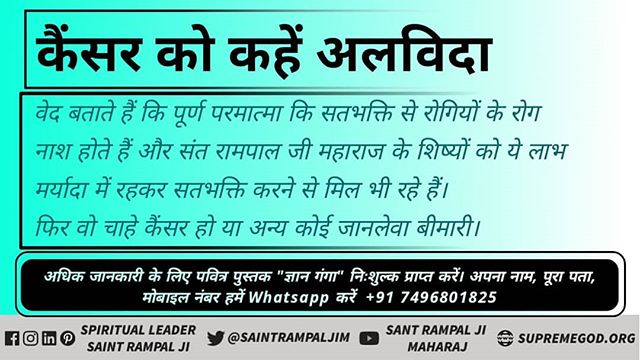 कैंसर को कहें अलविदा
वेद बताते हैं कि पूर्ण परमात्मा कि सतभक्ति से रोगियों के रोग
नाश होते हैं और संत रामपाल जी महाराज के शिष्यों को ये लाभ
मर्यादा में रहकर सतभक्ति करने से मिल भी रहे हैं।
फिर वो चाहे कैंसर हो या अन्य कोई जानलेवा बीमारी।
अधिक जानकारी के लिए पवित्र पुस्तक "ज्ञान गंगा" निःशुल्क प्राप्त करें। अपना नाम, पूरा पता,
मोबाइल नंबर हमें Whatsapp करें +91 7496801825
SPIRITUAL LEADER
SAINT RAMPAL JI
@SAINTRAMPALJIM
SANT RAMPAL JI
MAHARAJ
SUPREMEGOD.ORG